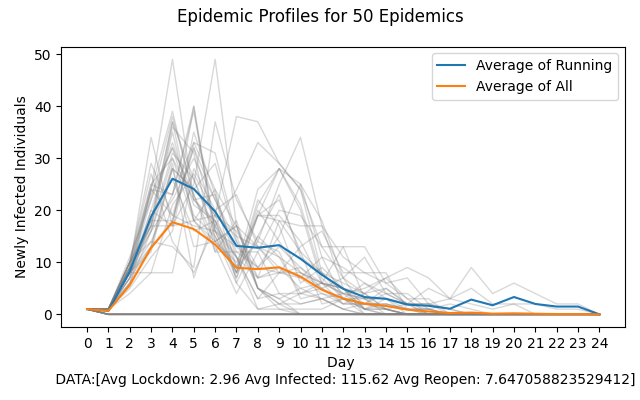 Epidemic Profiles for 50 Epidemics
50
40
30
20
10
0
Newly Infected Individuals
Average of Running
Average of All
0 1 2 3 4 5 6 7 8 9 10 11 12 13 14 15 16 17 18 19 20 21 22 23 24
Day
DATA:[Avg Lockdown: 2.96 Avg Infected: 115.62 Avg Reopen: 7.647058823529412]